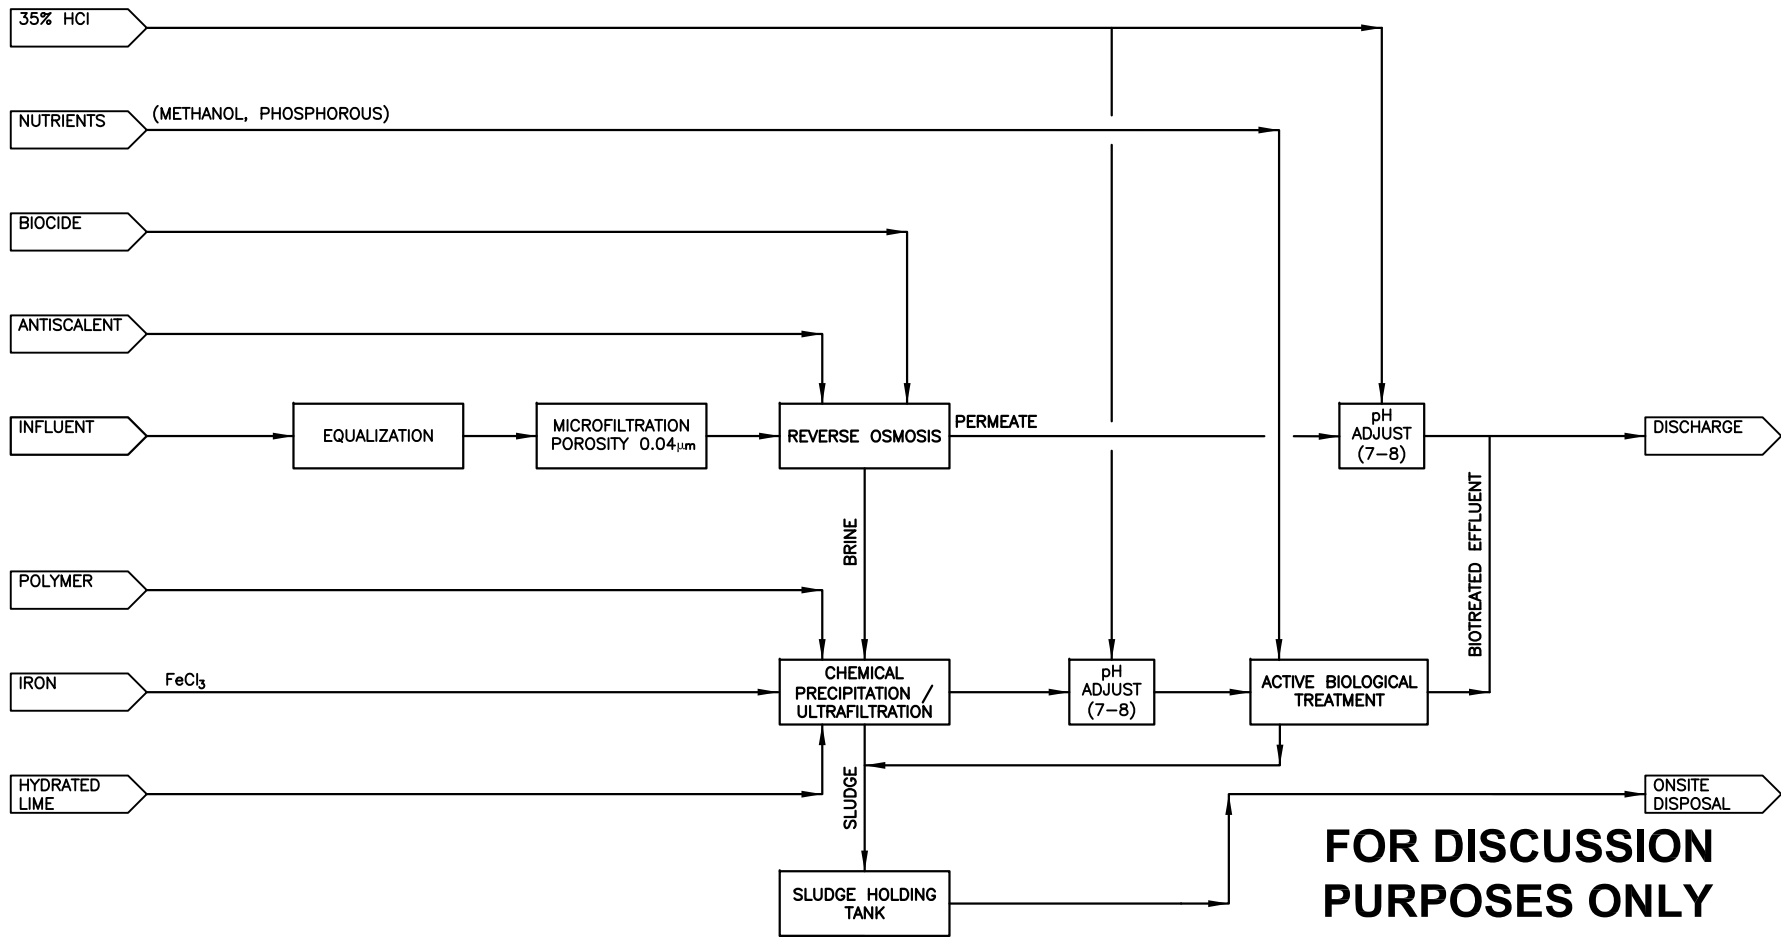 35% HCl
NUTRIENTS
(METHANOL, PHOSPHOROUS)
BIOCIDE
ANTISCALENT
INFLUENT
EQUALIZATION
MICROFILTRATION
POROSITY 0.04μm
REVERSE OSMOSIS
PERMEATE
pH
ADJUST
(7-8)
DISCHARGE
BRINE
BIOTREATED EFFLUENT
POLYMER
IRON
FeCl₃
CHEMICAL
PRECIPITATION /
ULTRAFILTRATION
pH
ADJUST
(7-8)
ACTIVE BIOLOGICAL
TREATMENT
HYDRATED
LIME
SLUDGE
ONSITE
DISPOSAL
SLUDGE HOLDING
TANK
FOR DISCUSSION
PURPOSES ONLY